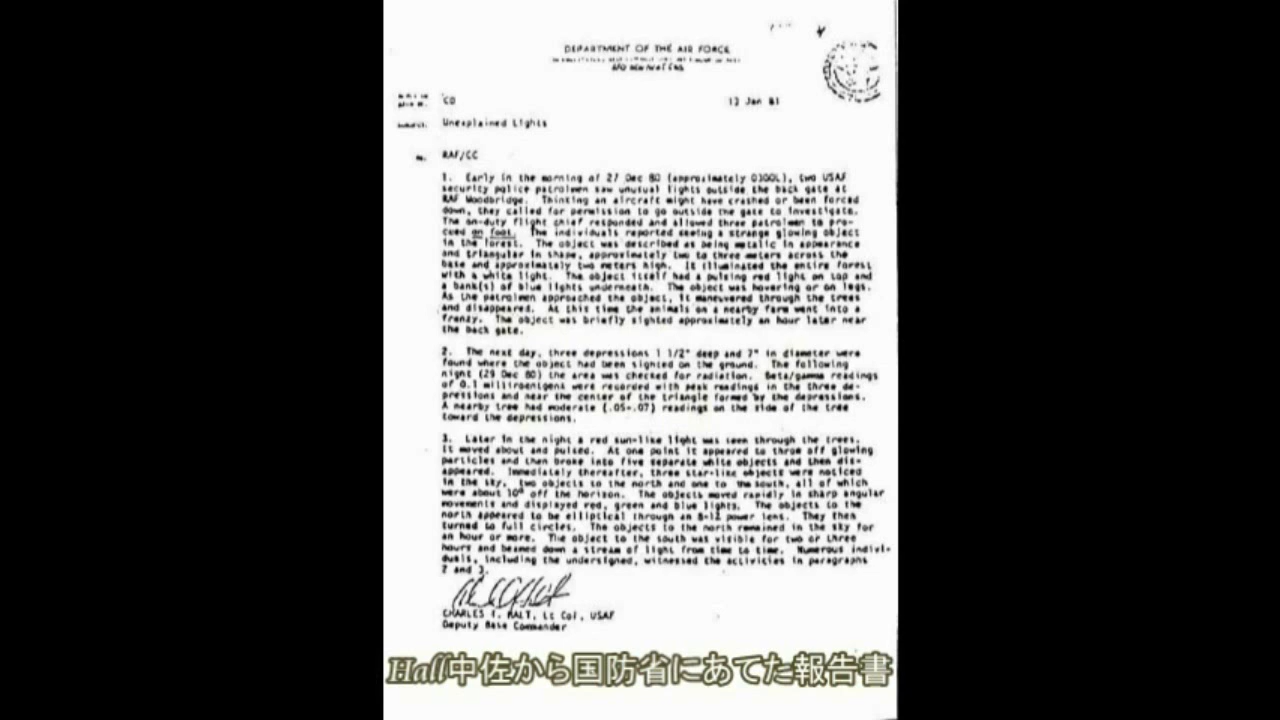 DEPARTMENT OF THE AIR FORCE
CD
13 Jan 81
Unexplained Lights
RAF/CC
1. Early in the morning of 27 Dec 80 (approximately 0300L), two USAF
security police patrolmen saw unusual lights outside the back gate at
RAF Woodbridge. Thinking an aircraft might have crashed or been forced
down, they called for permission to go outside the gate to investigate.
The on-duty flight chief responded and allowed three patrolmen to pro-
ceed on foot. The individuals reported seeing a strange glowing object
in the forest. The object was described as being metalic in appearance
and triangular in shape, approximately two to three meters across the
base and approximately two meters high. It illuminated the entire forest
with a white light. The object itself had a pulsing red light on top and
a bank(s) of blue lights underneath. The object was hovering or on legs.
As the patrolmen approached the object, it maneuvered through the trees
and disappeared. At this time the animals on a nearby farm went into a
frenzy. The object was briefly sighted approximately an hour later near
the back gate.
2. The next day, three depressions 1 1/2" deep and 7" in diameter were
found where the object had been sighted on the ground. The following
night (29 Dec 80) the area was checked for radiation. Beta/gamma readings
of 0.1 milliroentgens were recorded with peak readings in the three de-
pressions and near the center of the triangle formed by the depressions.
A nearby tree had moderate (.05-.07) readings on the side of the tree
toward the depressions.
3. Later in the night a red sun-like light was seen through the trees.
It moved about and pulsed. At one point it appeared to throw off glowing
particles and then broke into five separate white objects and then dis-
appeared. Immediately thereafter, three star-like objects were noticed
in the sky, two objects to the north and one to the south, all of which
were about 10° off the horizon. The objects moved rapidly in sharp angular
movements and displayed red, green and blue lights. The objects to the
north appeared to be elliptical through an 8-12 power lens. They then
turned to full circles. The objects to the north remained in the sky for
an hour or more. The object to the south was visible for two or three
hours and beamed down a stream of light from time to time. Numerous indivi-
duals, including the undersigned, witnessed the activities in paragraphs
2 and 3.
CHARLES I. HALT, Lt Col, USAF
Deputy Base Commander
Hall中佐から国防省にあてた報告書